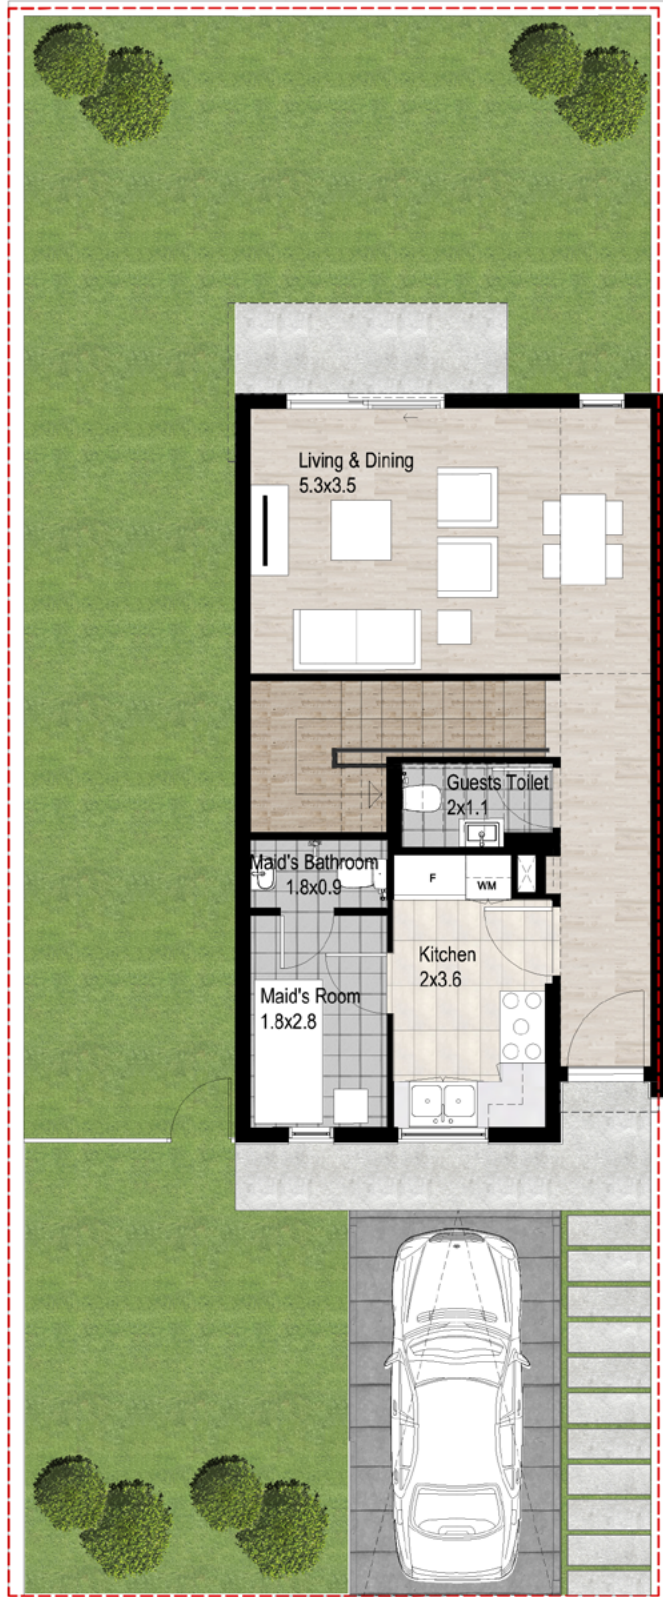 Living & Dining
5.3x3.5
Guests Toilet
2x1.1
Maid's Bathroom
1.8x0.9
F
WM
Kitchen
2x3.6
Maid's Room
1.8x2.8